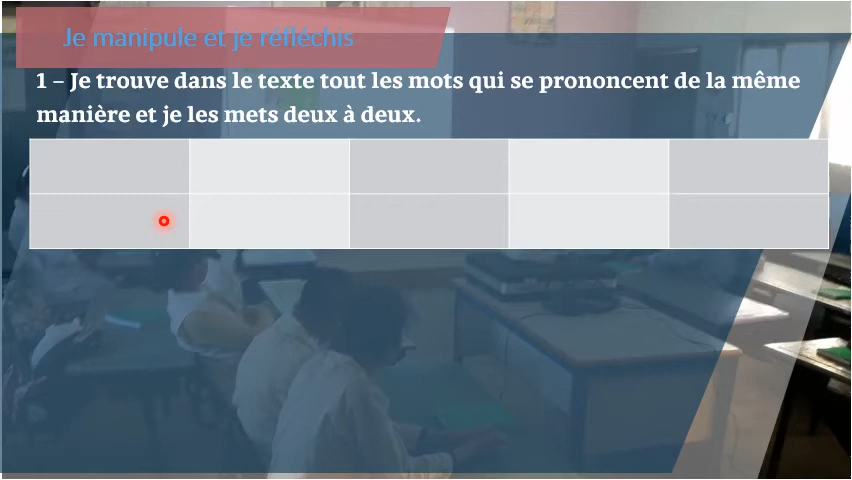 Je manipule et je réfléchis
1 – Je trouve dans le texte tout les mots qui se prononcent de la même
manière et je les mets deux à deux.